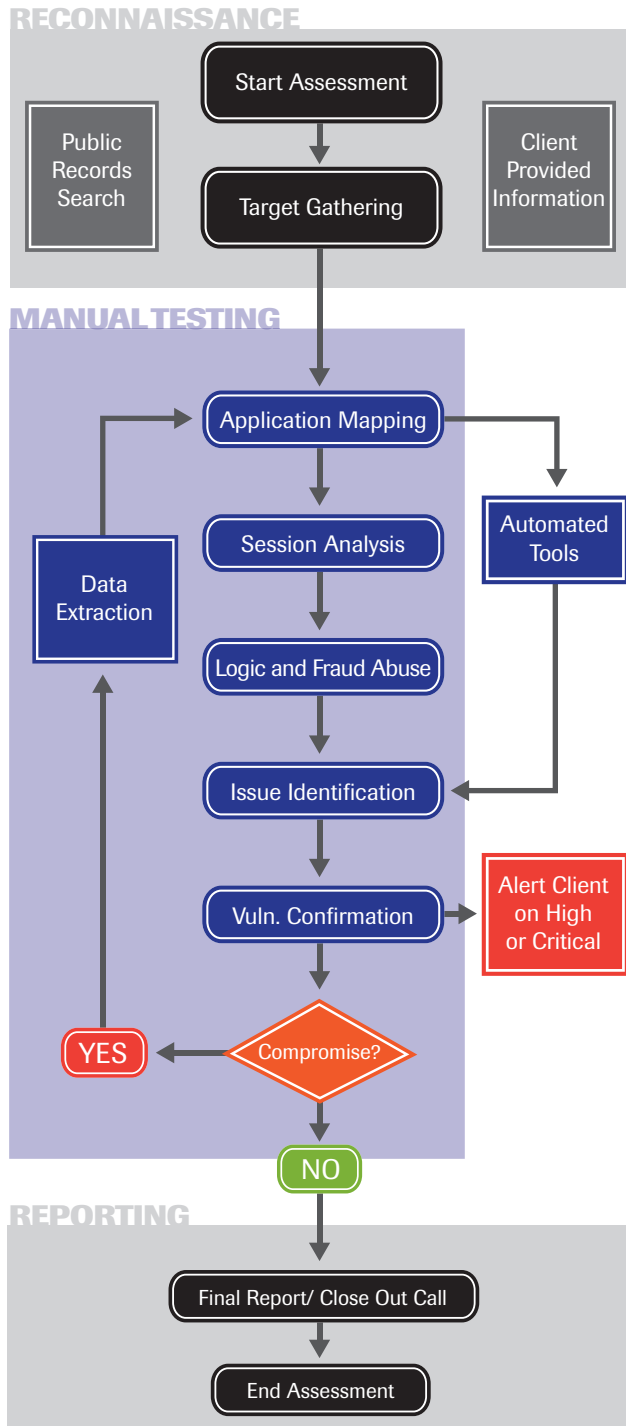 RECONNAISSANCE
Start Assessment
Public
Records
Search
Client
Provided
Information
Target Gathering
MANUAL TESTING
Application Mapping
Automated
Tools
Session Analysis
Data
Extraction
Logic and Fraud Abuse
Issue Identification
Vuln. Confirmation
Alert Client
on High
or Critical
Compromise?
YES
NO
REPORTING
Final Report/ Close Out Call
End Assessment